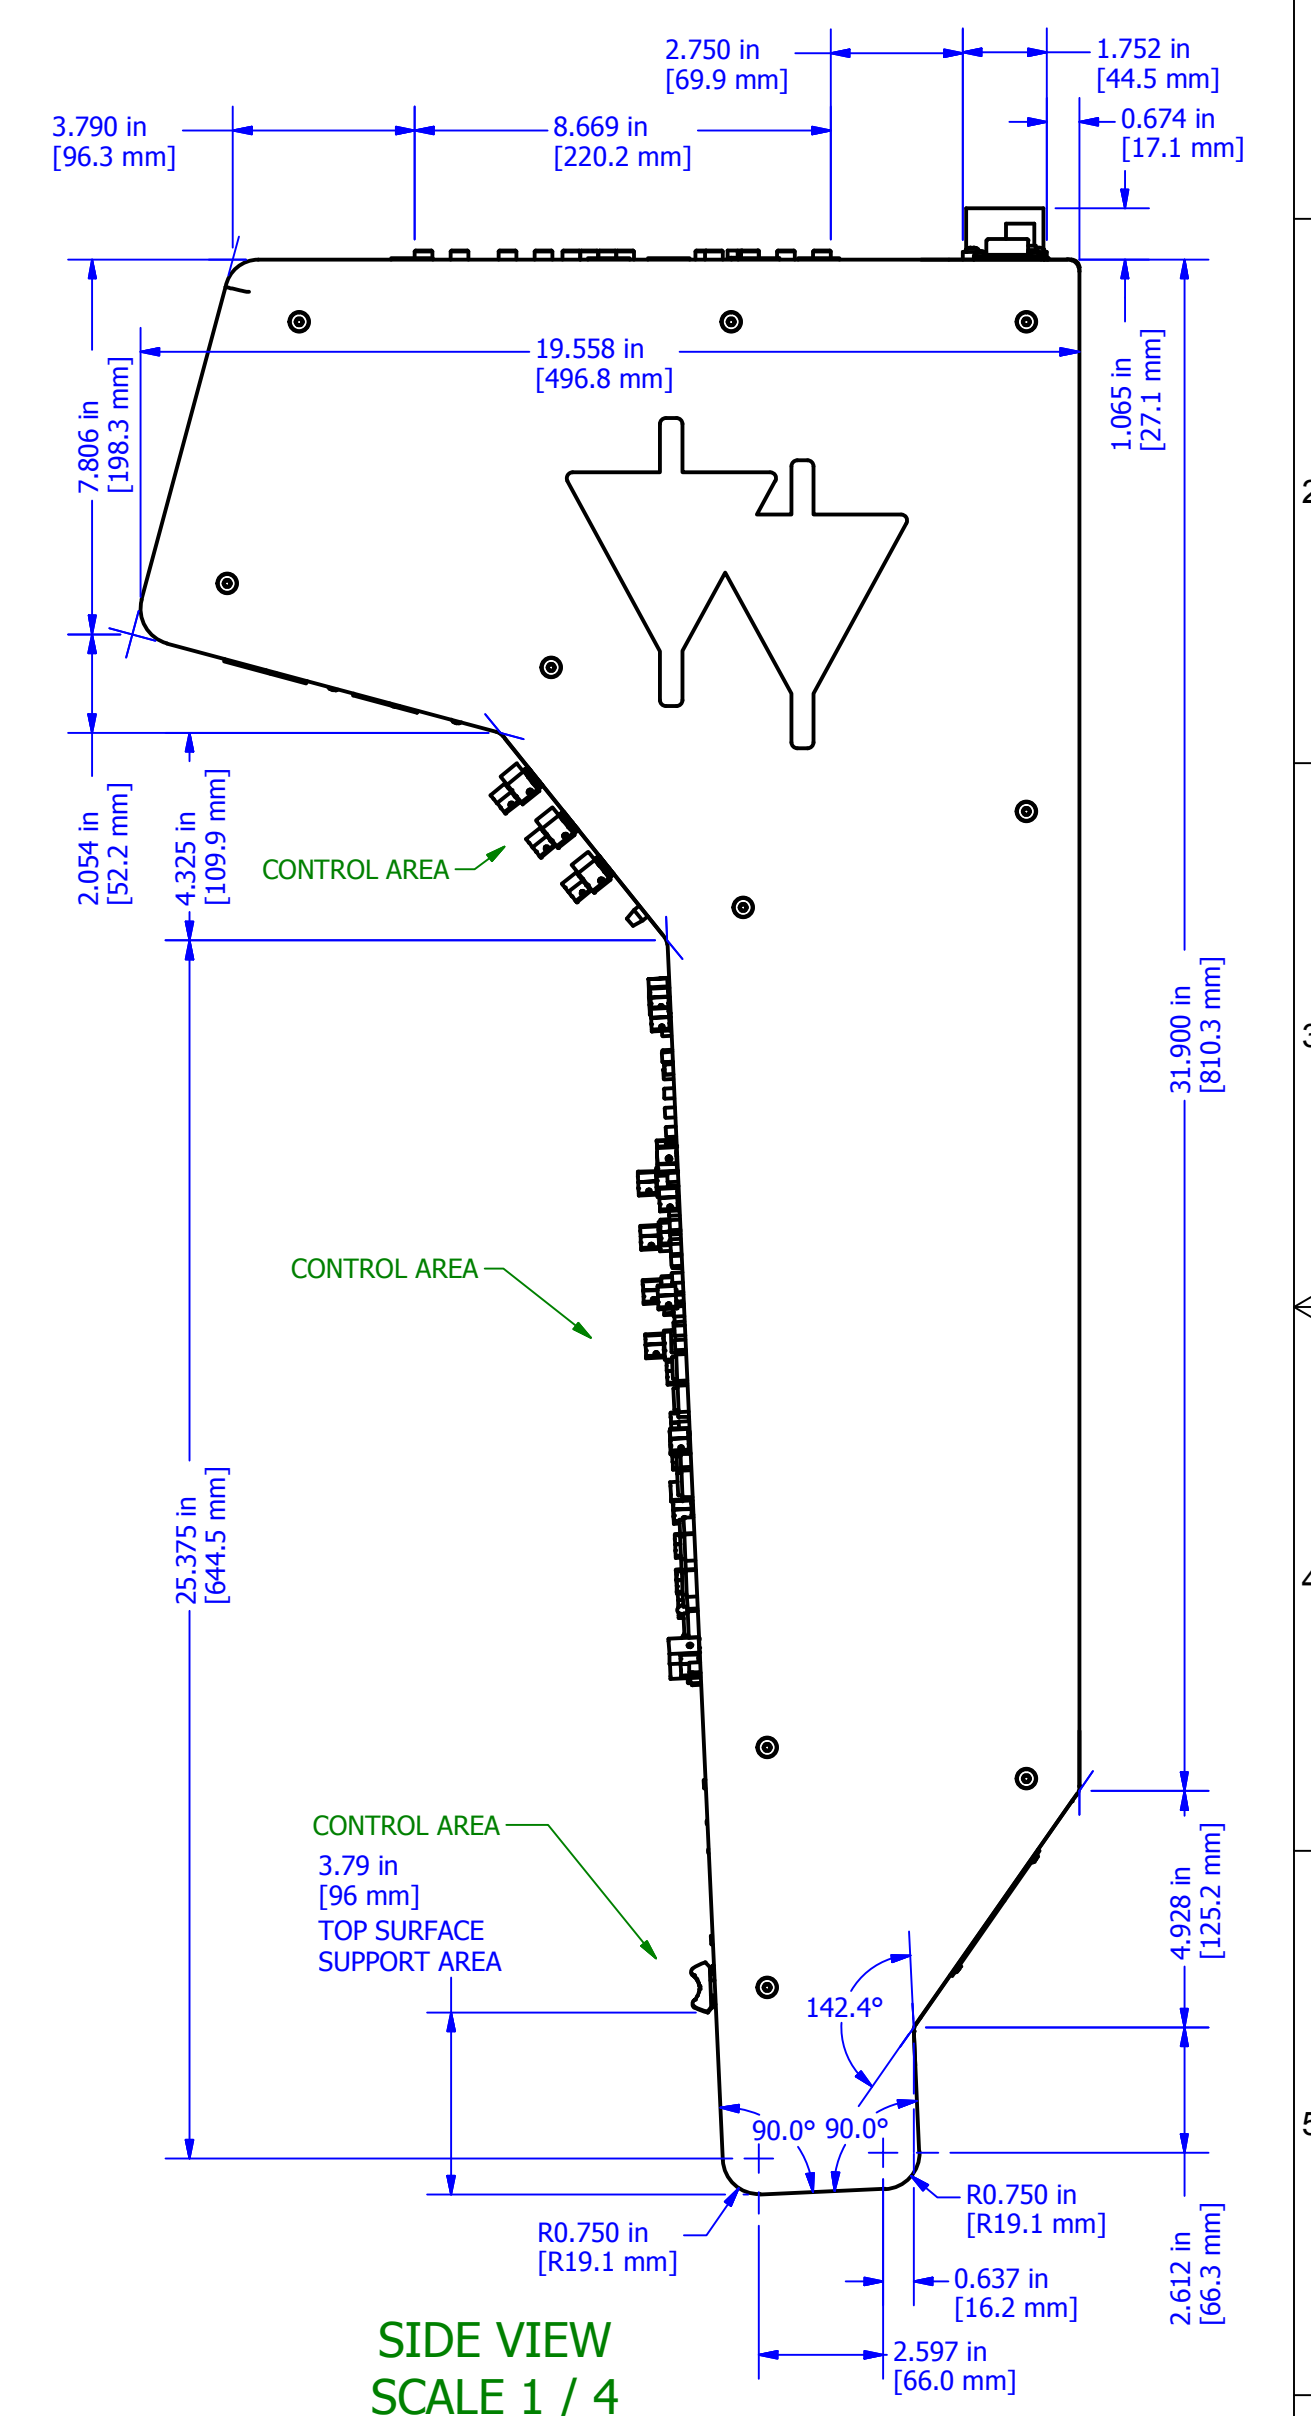 2.750 in
[69.9 mm]
1.752 in
[44.5 mm]
3.790 in
[96.3 mm]
8.669 in
[220.2 mm]
0.674 in
[17.1 mm]
19.558 in
[496.8 mm]
1.065 in
[27.1 mm]
7.806 in
[198.3 mm]
2
2.054 in
[52.2 mm]
4.325 in
[109.9 mm]
CONTROL AREA
31.900 in
[810.3 mm]
3
CONTROL AREA
25.375 in
[644.5 mm]
4
CONTROL AREA
3.79 in
[96 mm]
TOP SURFACE
SUPPORT AREA
4.928 in
[125.2 mm]
142.4°
90.0°
90.0°
5
R0.750 in
[R19.1 mm]
R0.750 in
[R19.1 mm]
2.612 in
[66.3 mm]
0.637 in
[16.2 mm]
2.597 in
[66.0 mm]
SIDE VIEW
SCALE 1 / 4